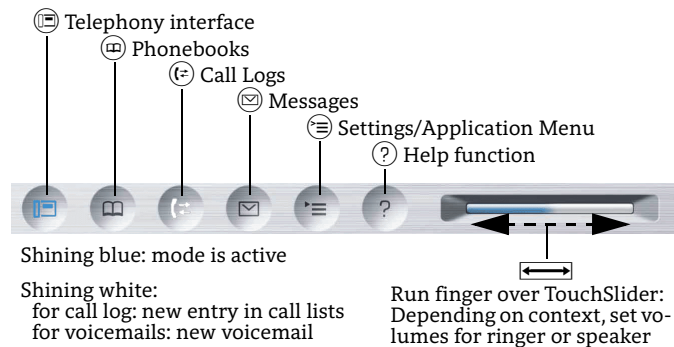 Telephony interface
Phonebooks
Call Logs
Messages
Settings/Application Menu
? Help function
?
Shining blue: mode is active
Shining white:
for call log: new entry in call lists
for voicemails: new voicemail
Run finger over TouchSlider:
Depending on context, set vo-
lumes for ringer or speaker